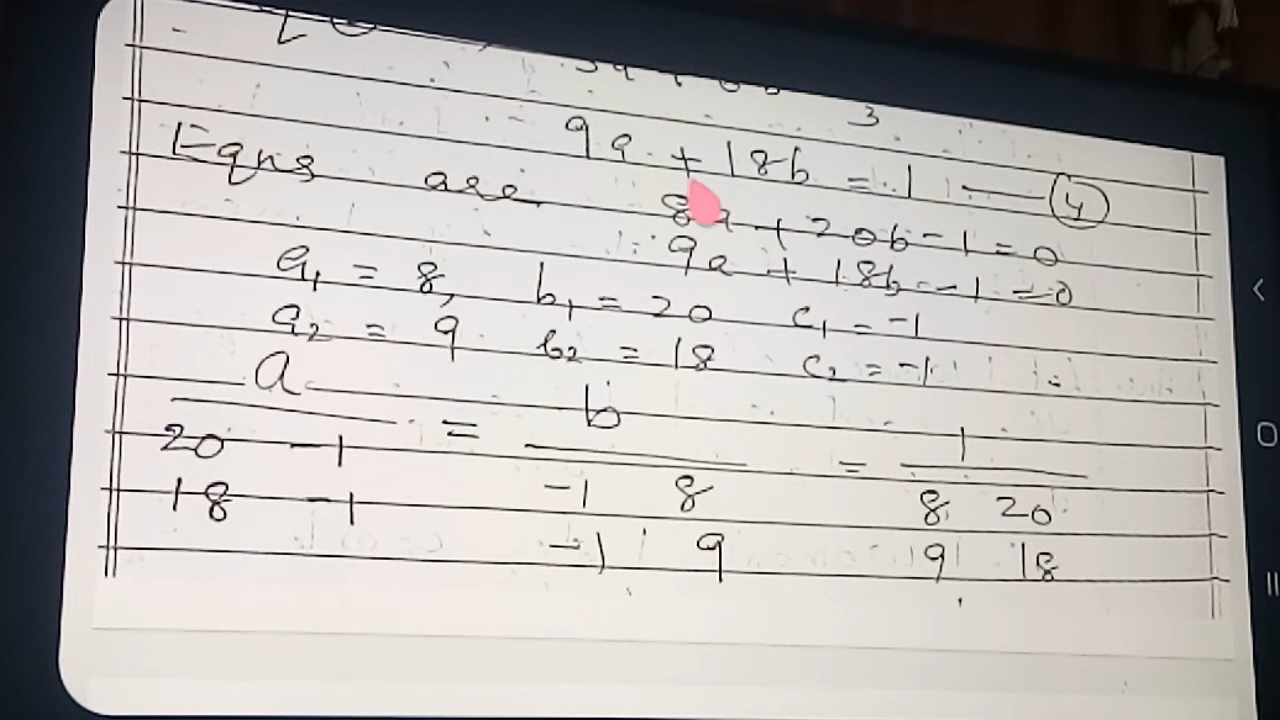 3
9a + 18b = 1 — (4)
Eqns are 8a + 20b - 1 = 0
9a + 18b - 1 = 0
a1 = 8, b1 = 20 c1 = -1
a2 = 9 b2 = 18 c2 = -1
a = b = 1
20 -1 -1 8 8 20
18 -1 -1 9 9 18